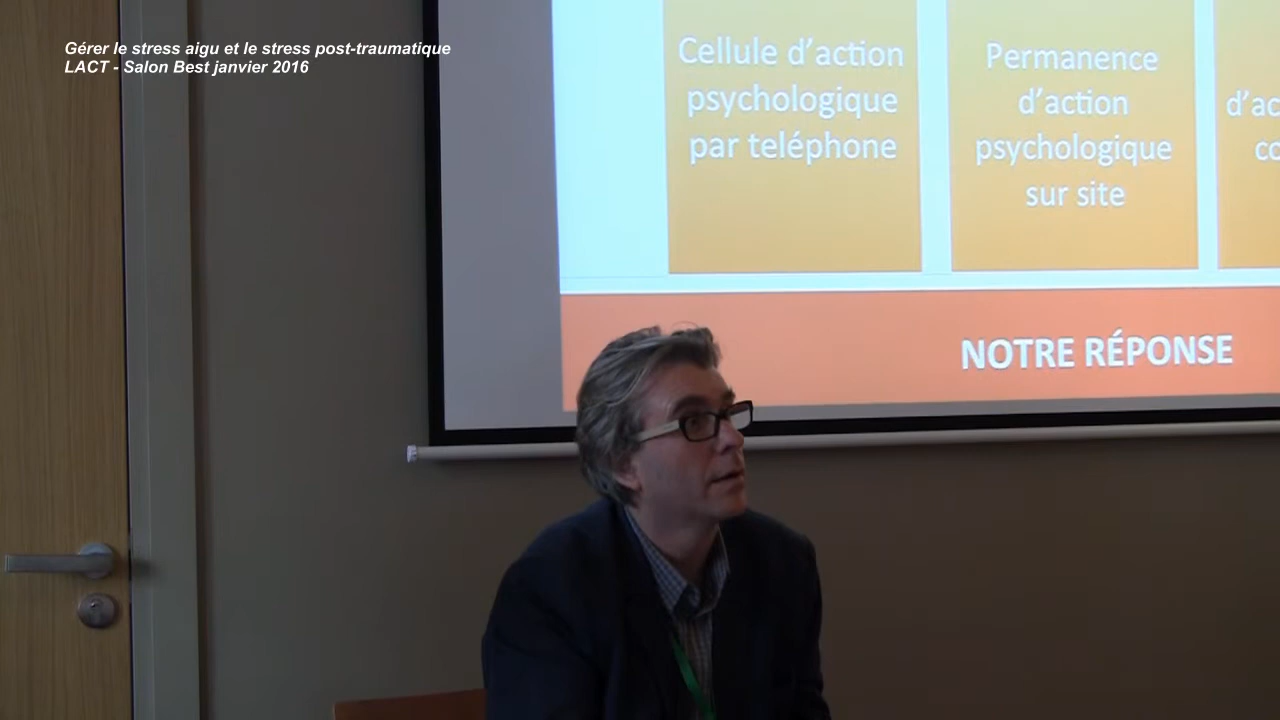 Gérer le stress aigu et le stress post-traumatique
LACT - Salon Best janvier 2016
Cellule d'action
psychologique
par teléphone
Permanence
d'action
psychologique
sur site
NOTRE RÉPONSE